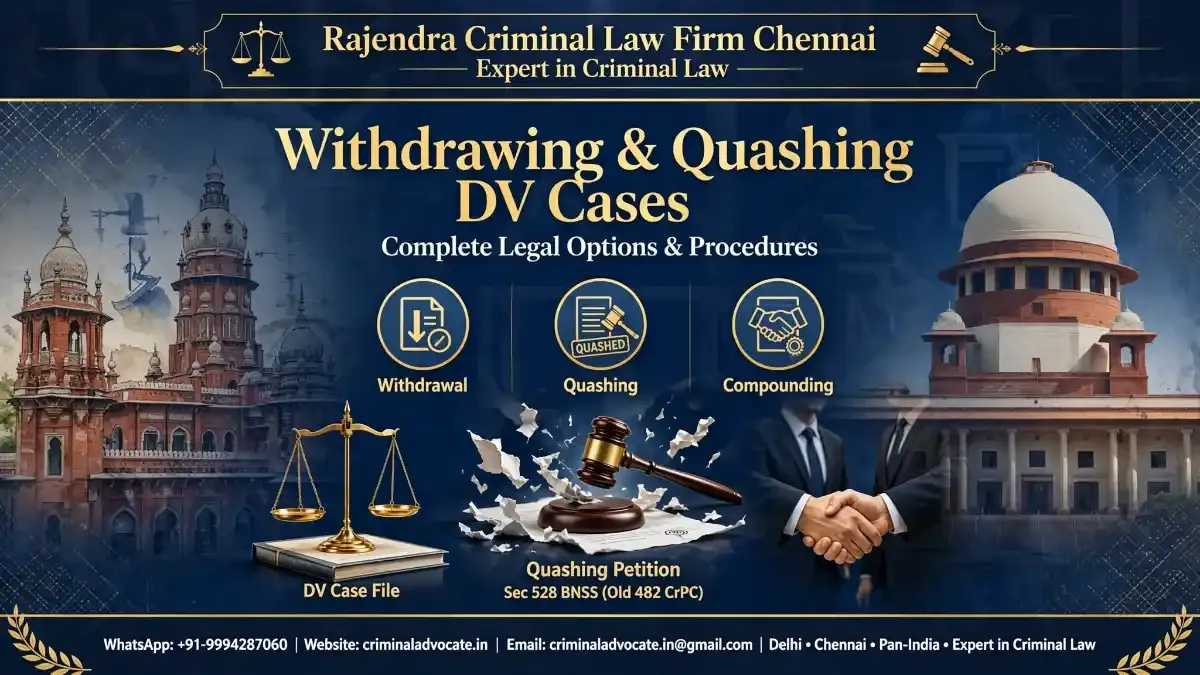 Rajendra Criminal Law Firm Chennai
Expert in Criminal Law
Withdrawing & Quashing
DV Cases
Complete Legal Options & Procedures
Withdrawal
QUASHED
Quashing
Compounding
DV Case File
Quashing Petition
Sec 528 BNSS (Old 482 CrPC)
WhatsApp: +91-9994287060 | Website: criminaladvocate.in | Email: criminaladvocate.in@gmail.com | Delhi • Chennai • Pan-India • Expert in Criminal Law